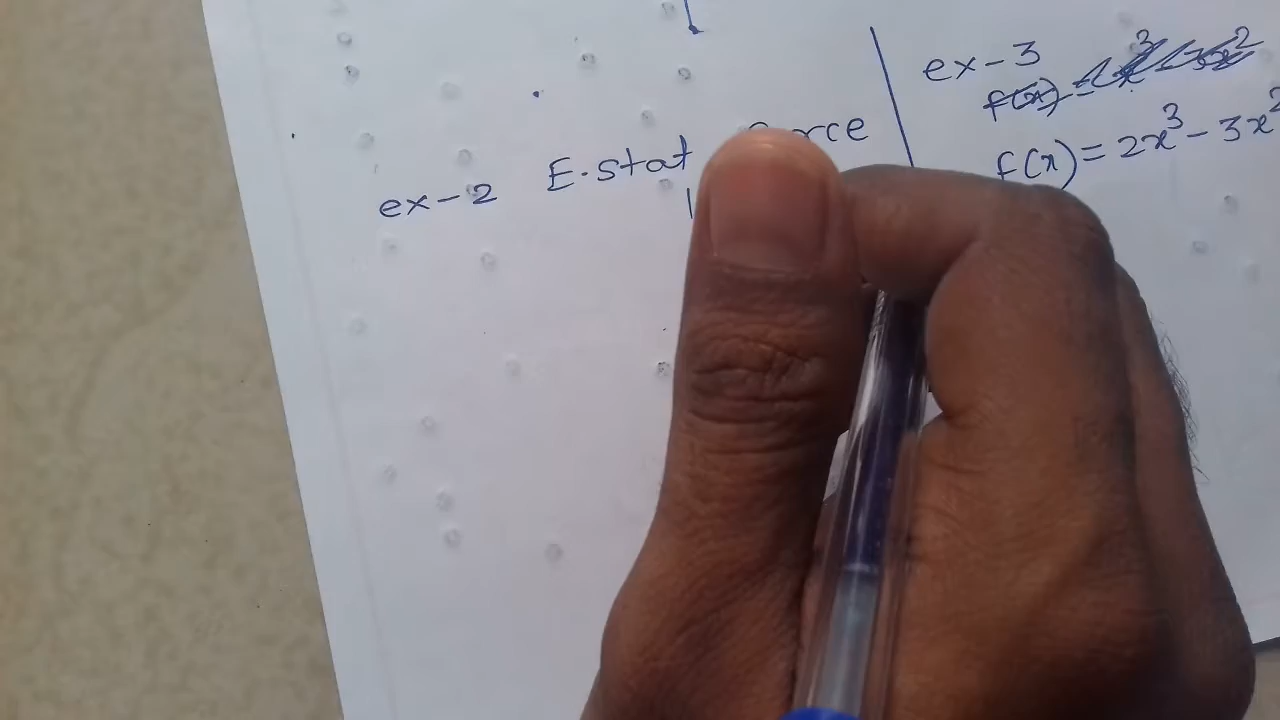 ex-2 E.stat
ex-3
f(x) = 2x³ - 3x²